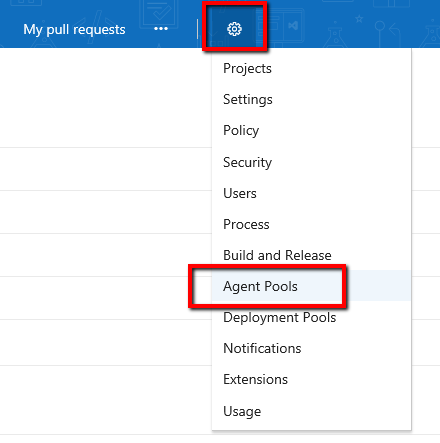 My pull requests ...
Projects
Settings
Policy
Security
Users
Process
Build and Release
Agent Pools
Deployment Pools
Notifications
Extensions
Usage